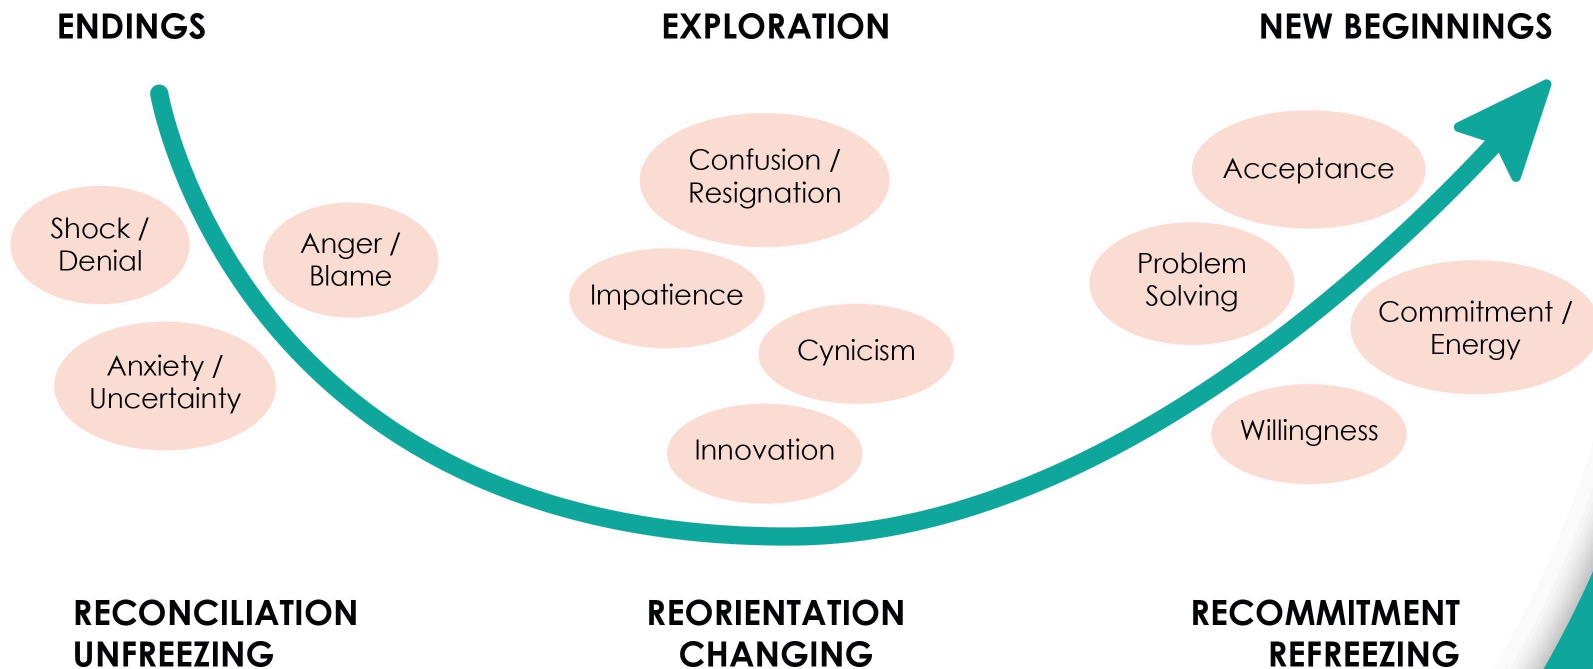 ENDINGS
EXPLORATION
NEW BEGINNINGS
Shock /
Denial
Anger /
Blame
Anxiety /
Uncertainty
Confusion /
Resignation
Impatience
Cynicism
Innovation
Acceptance
Problem
Solving
Commitment /
Energy
Willingness
RECONCILIATION
UNFREEZING
REORIENTATION
CHANGING
RECOMMITMENT
REFREEZING